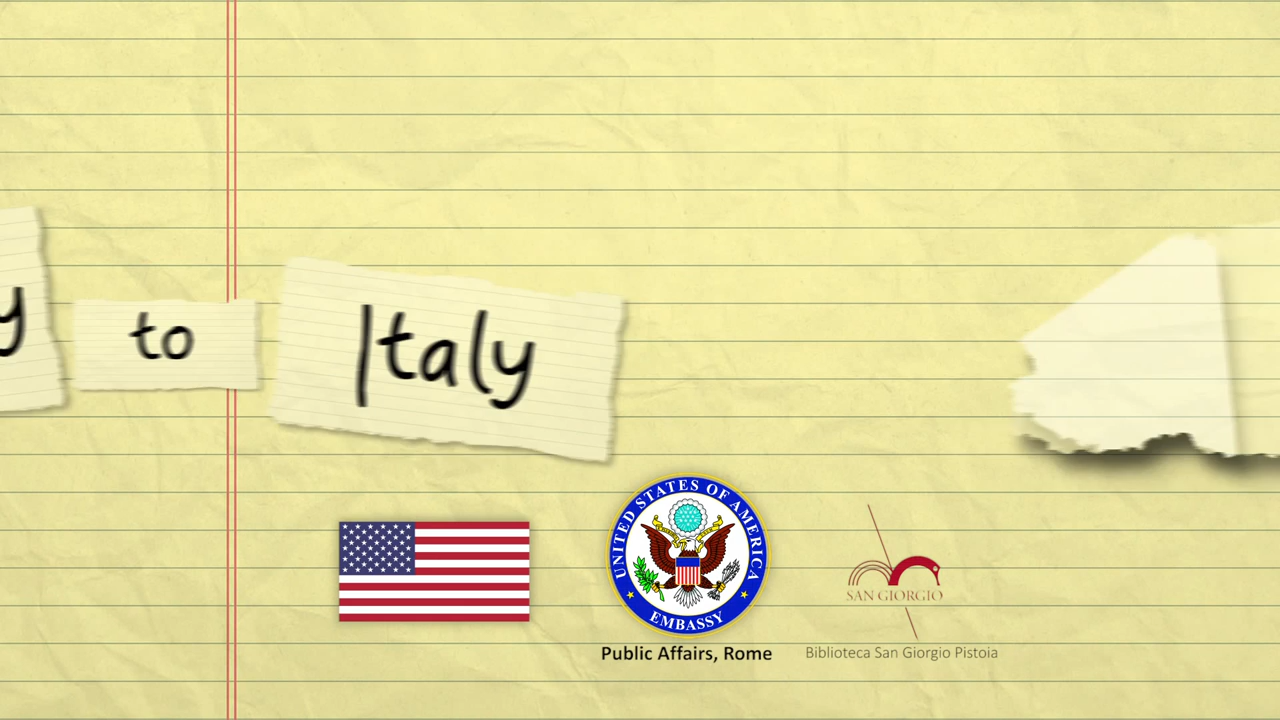 y to Italy
UNITED STATES OF AMERICA
EMBASSY
Public Affairs, Rome
SAN GIORGIO
Biblioteca San Giorgio Pistoia